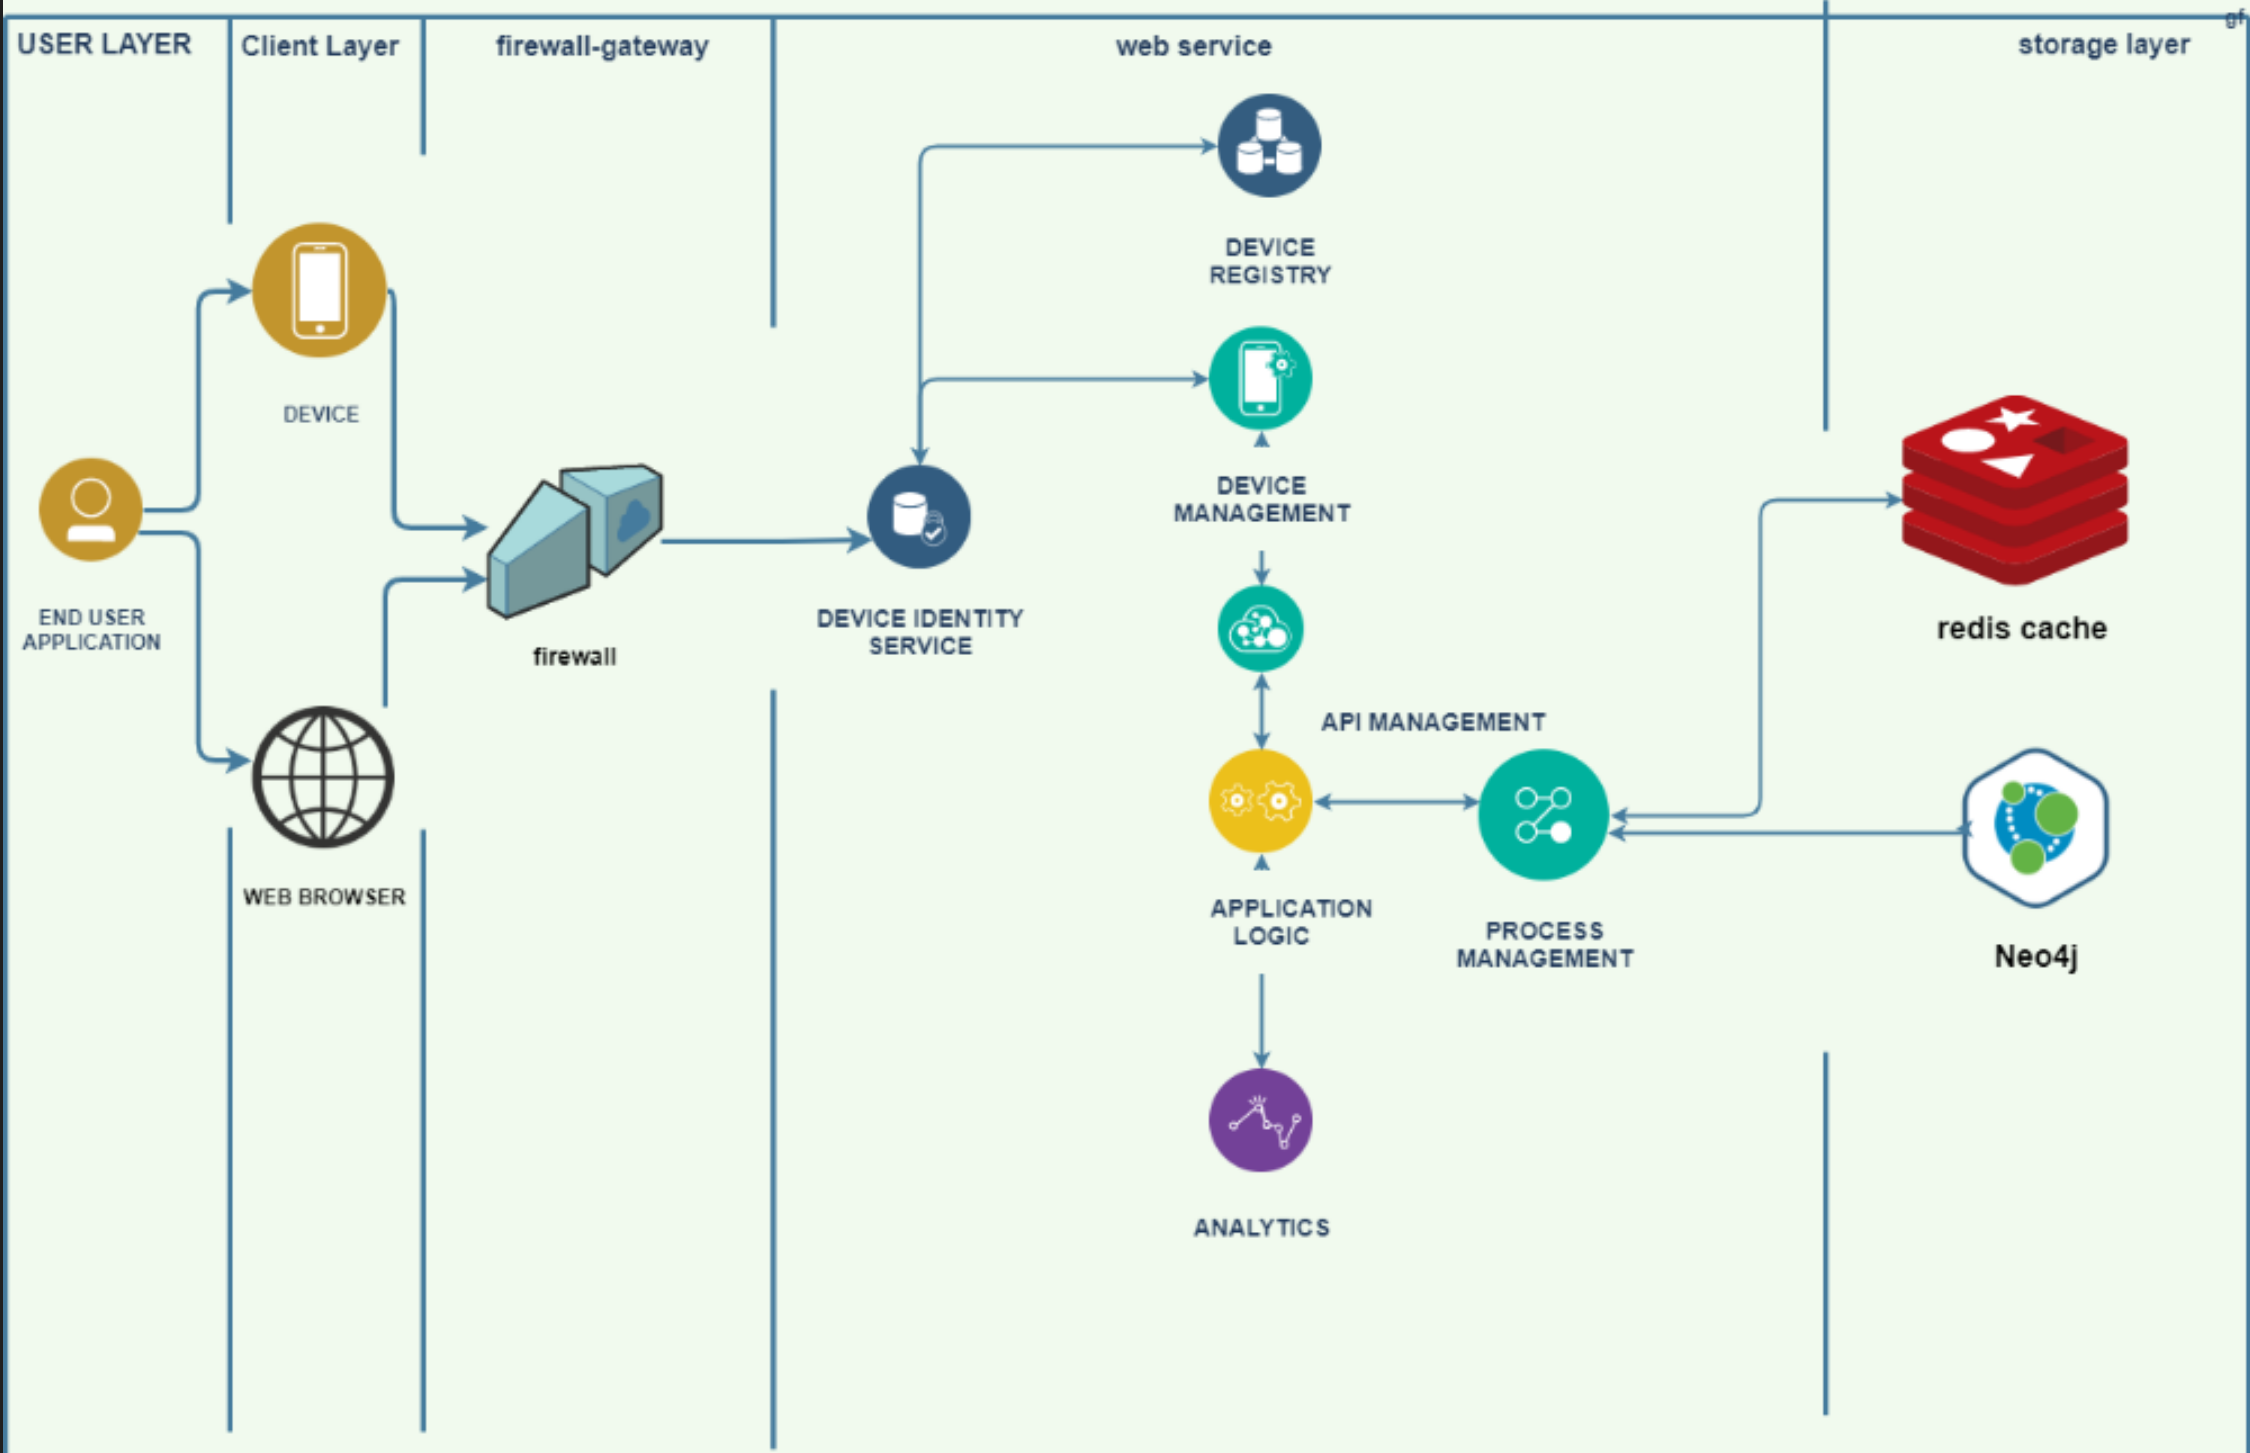 USER LAYER
Client Layer
firewall-gateway
web service
storage layer
gf
DEVICE
REGISTRY
DEVICE
DEVICE
MANAGEMENT
END USER
APPLICATION
firewall
DEVICE IDENTITY
SERVICE
redis cache
API MANAGEMENT
WEB BROWSER
APPLICATION
LOGIC
PROCESS
MANAGEMENT
Neo4j
ANALYTICS